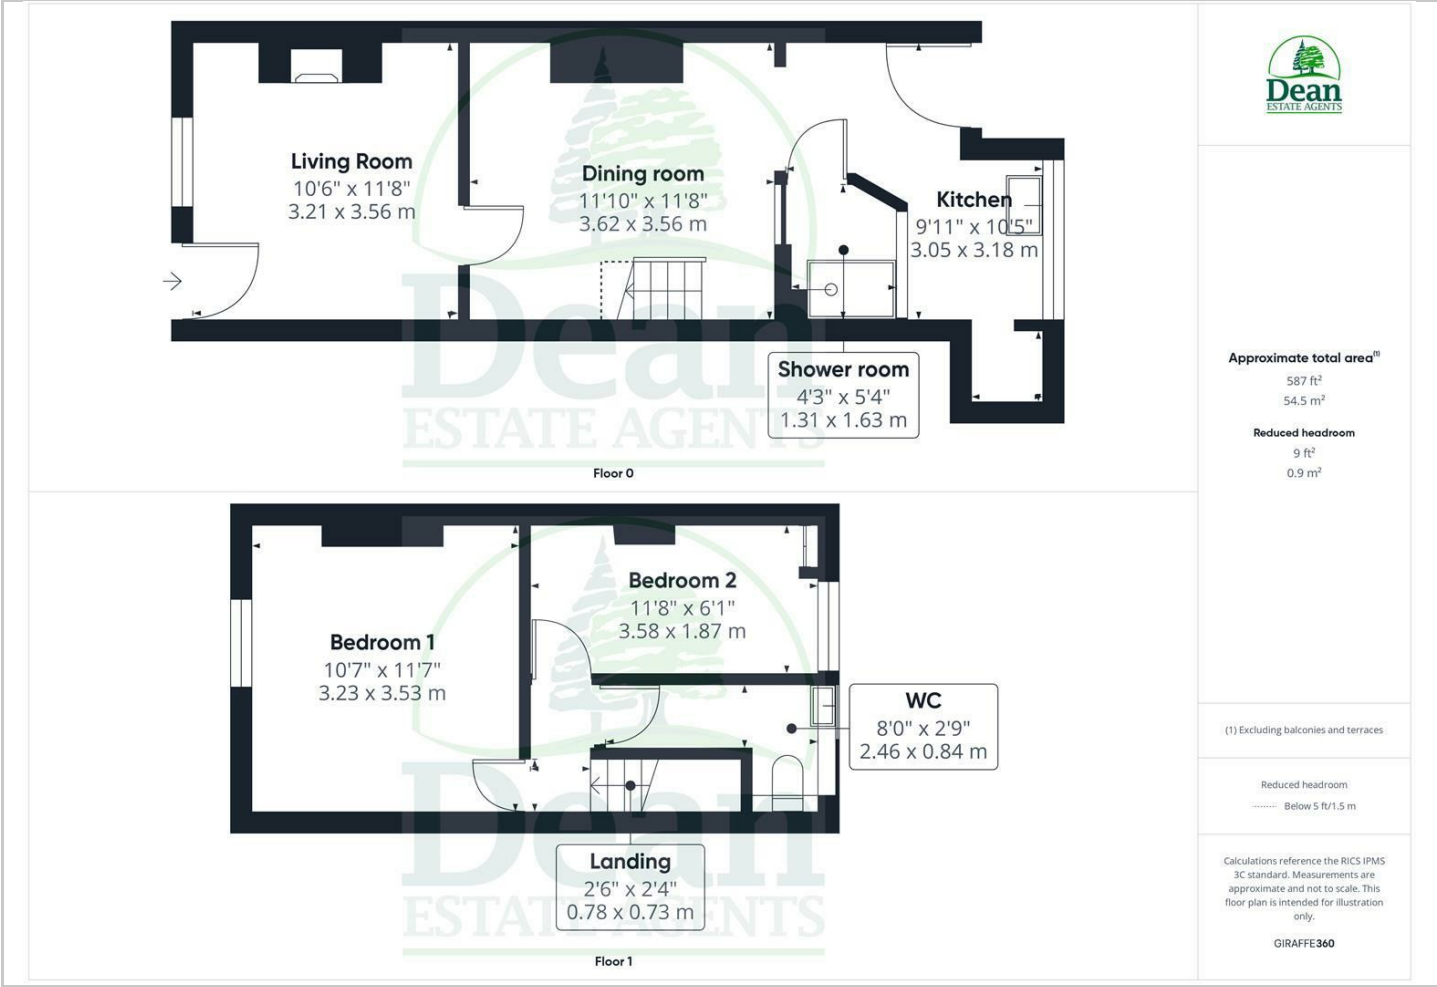 Living Room
10'6" x 11'8"
3.21 x 3.56 m
Dining room
11'10" x 11'8"
3.62 x 3.56 m
Kitchen
9'11" x 10'5"
3.05 x 3.18 m
Shower room
4'3" x 5'4"
1.31 x 1.63 m
Dean
ESTATE AGENTS
Floor 0
Bedroom 1
10'7" x 11'7"
3.23 x 3.53 m
Bedroom 2
11'8" x 6'1"
3.58 x 1.87 m
WC
8'0" x 2'9"
2.46 x 0.84 m
Landing
2'6" x 2'4"
0.78 x 0.73 m
Dean
ESTATE AGENTS
Floor 1
Dean
ESTATE AGENTS
Approximate total area(1)
587 ft²
54.5 m²
Reduced headroom
9 ft²
0.9 m²
(1) Excluding balconies and terraces
Reduced headroom
Below 5 ft/1.5 m
Calculations reference the RICS IPMS
3C standard. Measurements are
approximate and not to scale. This
floor plan is intended for illustration
only.
GIRAFFE360